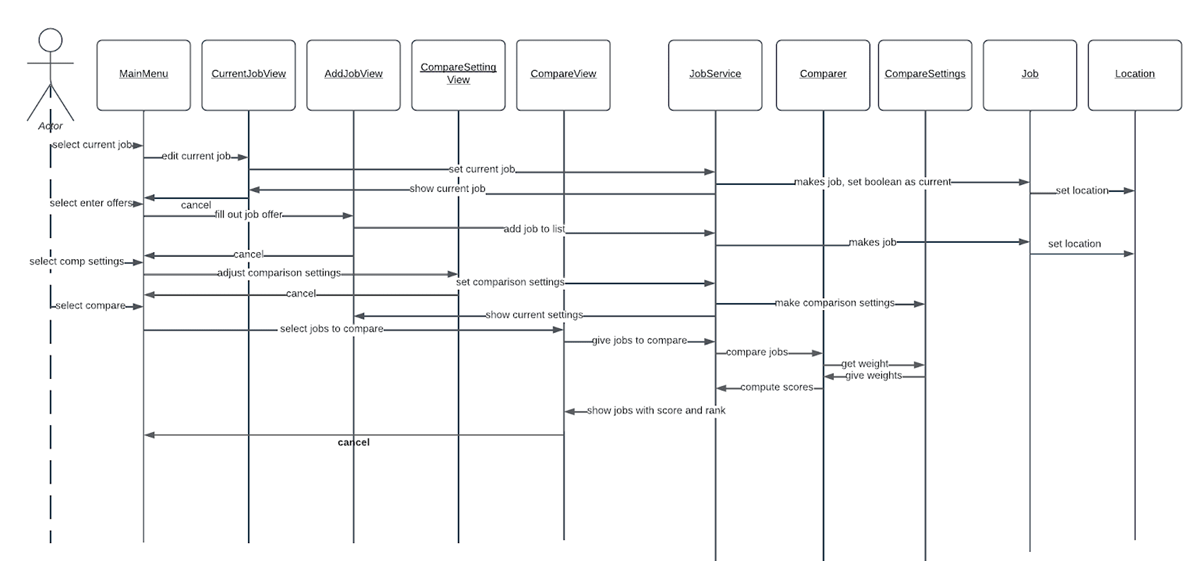 MainMenu
CurrentJobView
AddJobView
CompareSetting
View
CompareView
JobService
Comparer
CompareSettings
Job
Location
Actor
select current job
edit current job
set current job
makes job, set boolean as current
show current job
set location
select enter offers
cancel
fill out job offer
add job to list
makes job
set location
cancel
select comp settings
adjust comparison settings
set comparison settings
cancel
make comparison settings
select compare
show current settings
select jobs to compare
give jobs to compare
compare jobs
get weight
give weights
compute scores
show jobs with score and rank
cancel